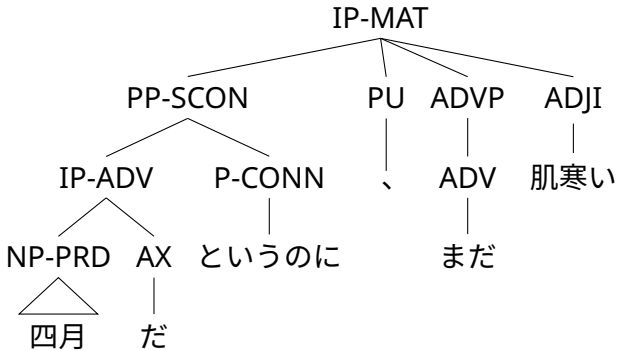 IP-MAT
PP-SCON PU ADVP ADJI
IP-ADV P-CONN 、 ADV 肌寒い
NP-PRD AX というのに まだ
四月 だ